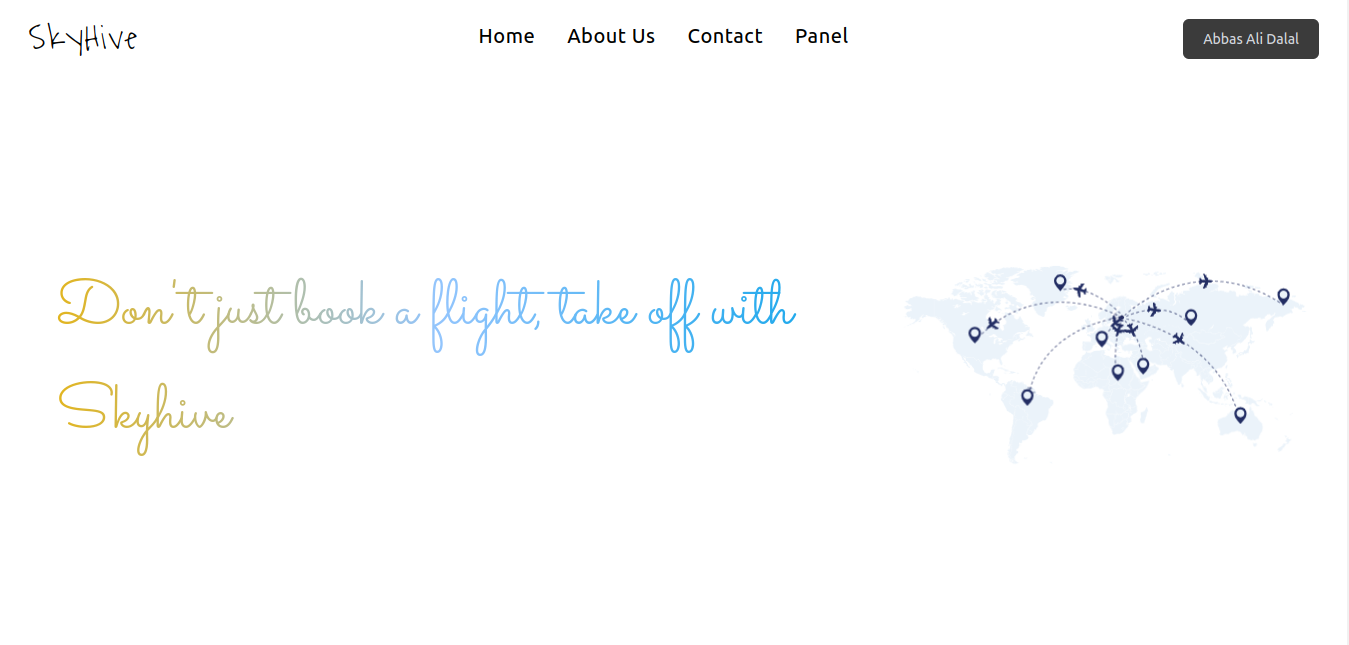 SkyHive
Home About Us Contact Panel
Abbas Ali Dalal
Don't just book a flight, take off with
Skyhive